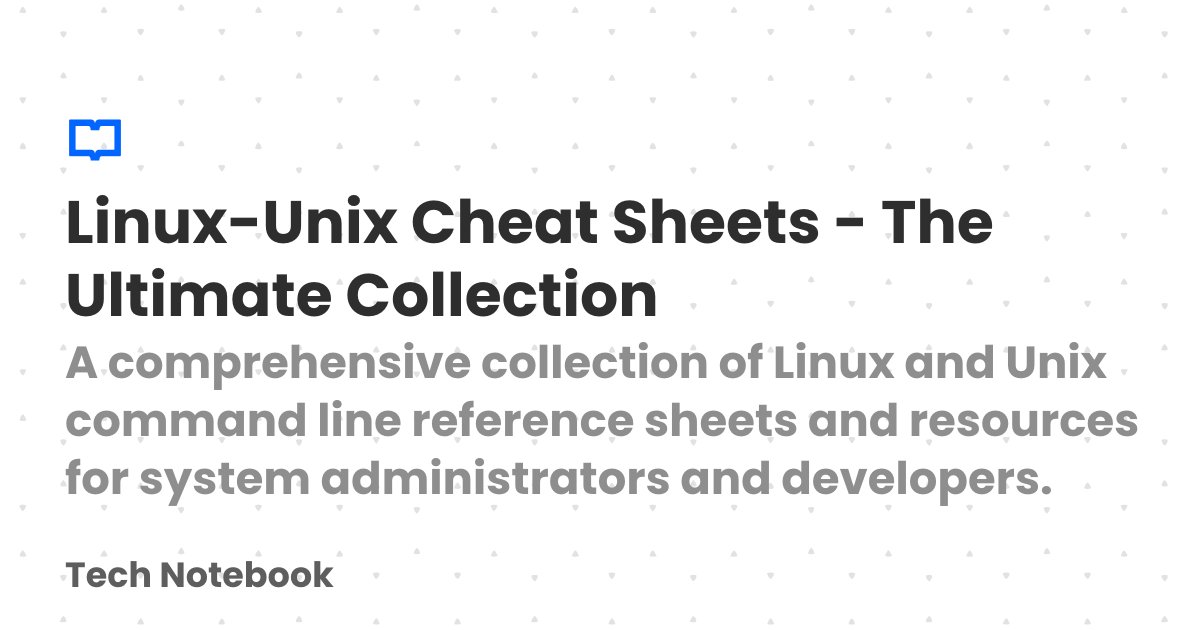 Linux-Unix Cheat Sheets - The
Ultimate Collection
A comprehensive collection of Linux and Unix
command line reference sheets and resources
for system administrators and developers.
Tech Notebook